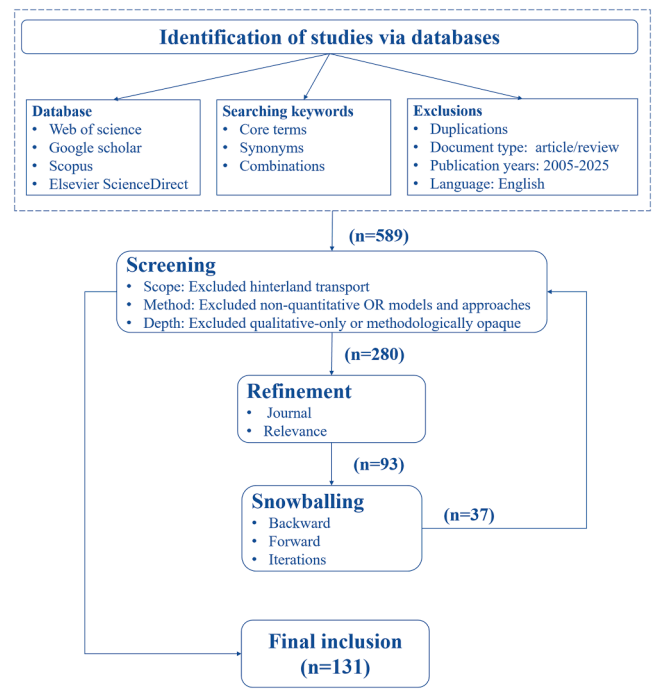 Identification of studies via databases
Database
• Web of science
• Google scholar
• Scopus
• Elsevier ScienceDirect
Searching keywords
• Core terms
• Synonyms
• Combinations
Exclusions
• Duplications
• Document type: article/review
• Publication years: 2005-2025
• Language: English
(n=589)
Screening
• Scope: Excluded hinterland transport
• Method: Excluded non-quantitative OR models and approaches
• Depth: Excluded qualitative-only or methodologically opaque
(n=280)
Refinement
• Journal
• Relevance
(n=93)
Snowballing
• Backward
• Forward
• Iterations
(n=37)
Final inclusion
(n=131)